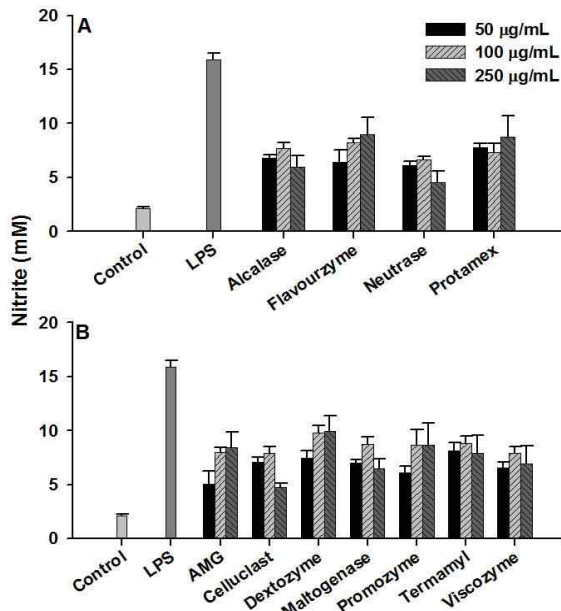 A
50 µg/mL
100 µg/mL
250 µg/mL
20
15
10
5
0
Control
LPS
Alcalase
Flavourzyme
Neutrase
Protamex
Nitrite (mM)
B
20
15
10
5
0
Control
LPS
AMG
Celluclast
Dextozyme
Maltogenase
Promozyme
Termamyl
Viscozyme